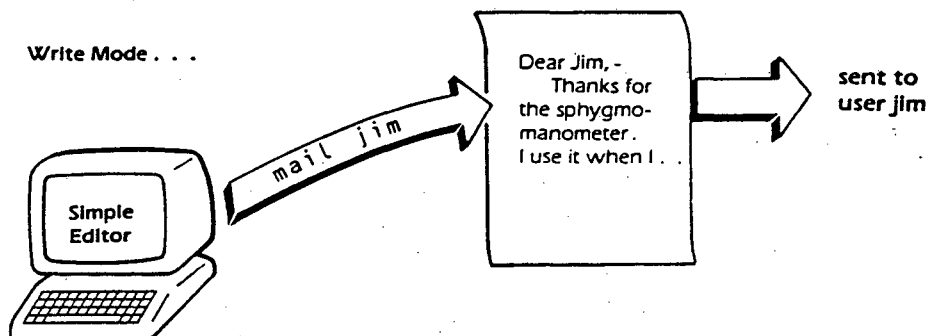 Write Mode . . .
Simple
Editor
mail jim
Dear Jim, -
Thanks for
the sphygmo-
manometer.
I use it when I . .
sent to
user jim